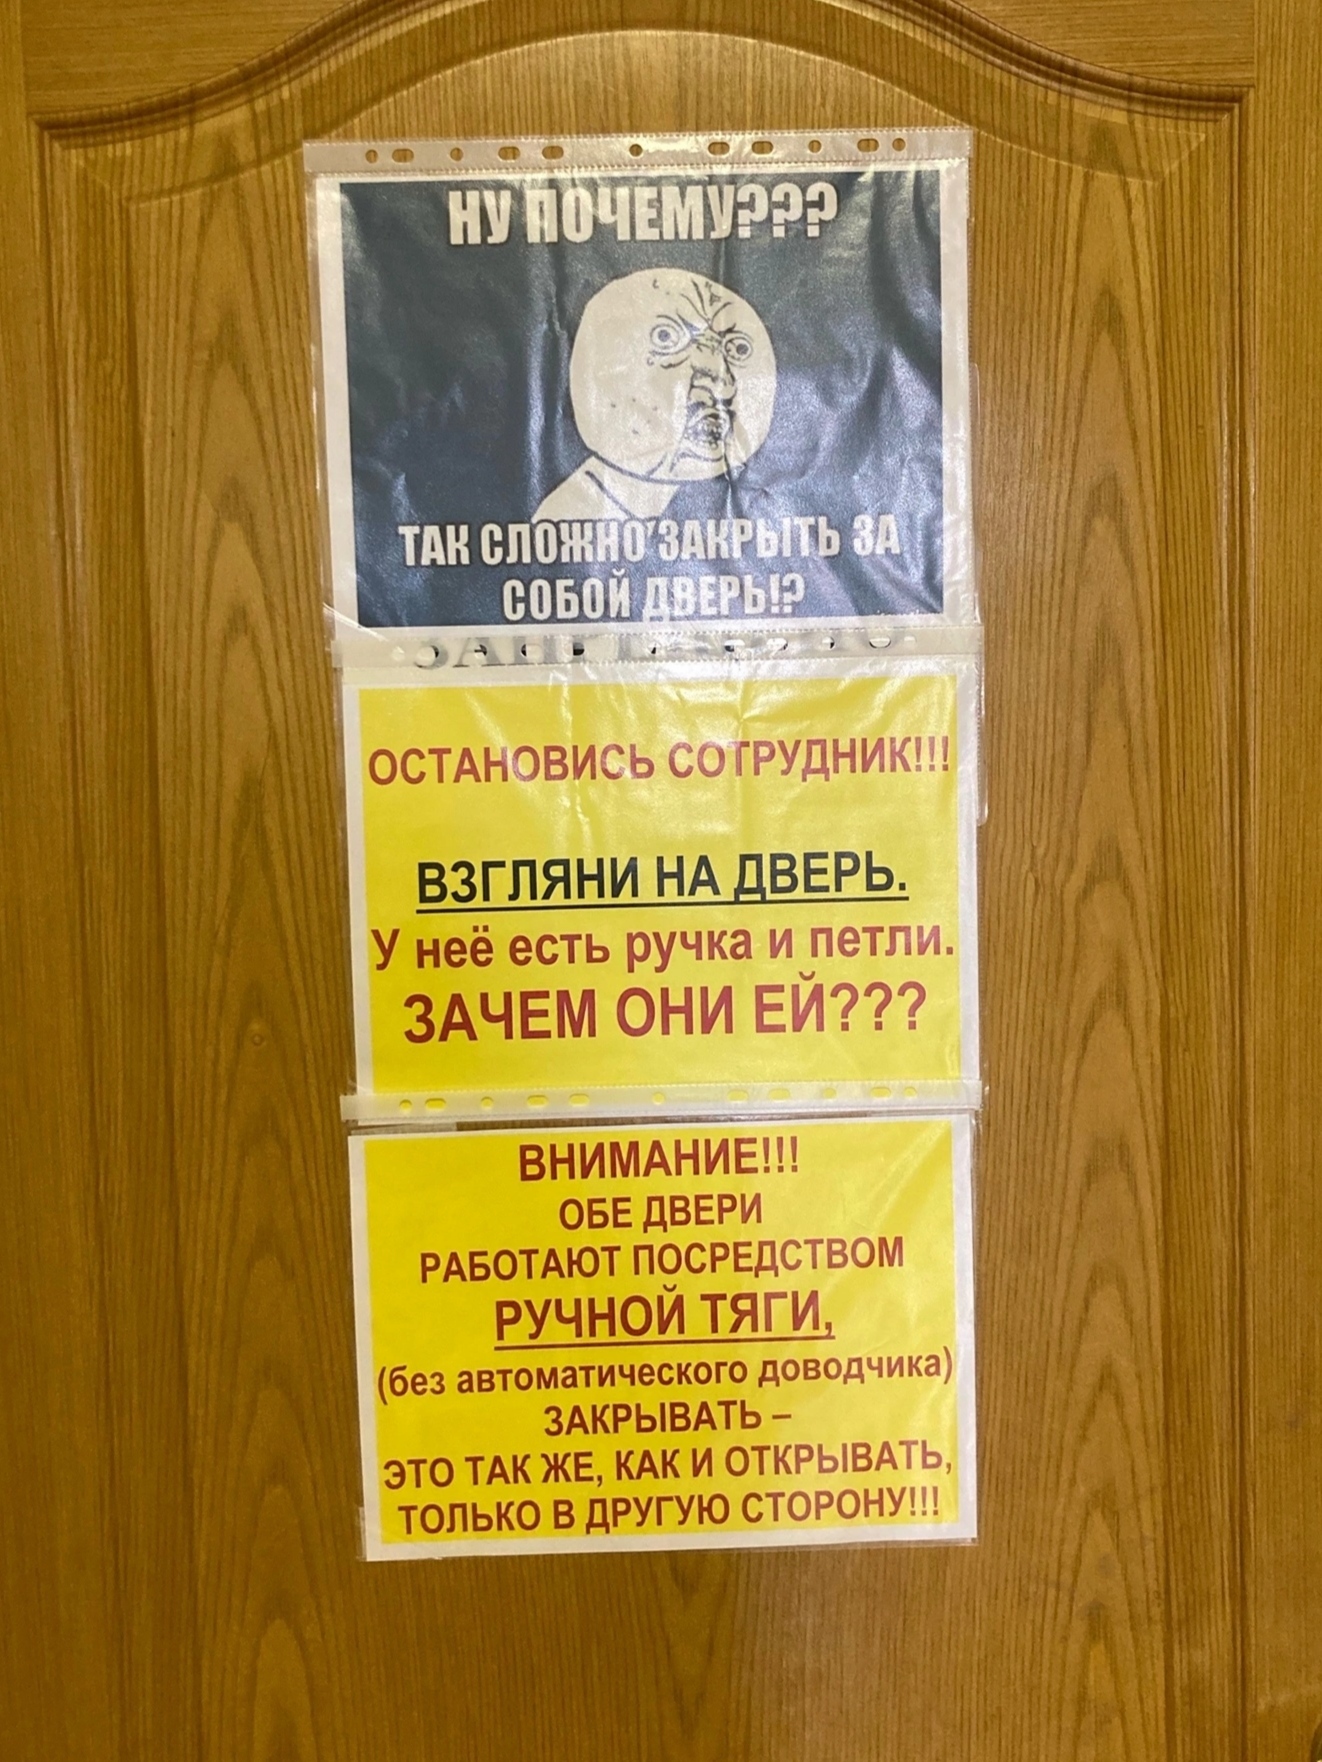 НУ ПОЧЕМУ???
ТАК СЛОЖНО ЗАКРЫТЬ ЗА
СОБОЙ ДВЕРЬ!?
ОСТАНОВИСЬ СОТРУДНИК!!!
ВЗГЛЯНИ НА ДВЕРЬ.
У неё есть ручка и петли.
ЗАЧЕМ ОНИ ЕЙ???
ВНИМАНИЕ!!!
ОБЕ ДВЕРИ
РАБОТАЮТ ПОСРЕДСТВОМ
РУЧНОЙ ТЯГИ,
(без автоматического доводчика)
ЗАКРЫВАТЬ –
ЭТО ТАК ЖЕ, КАК И ОТКРЫВАТЬ,
ТОЛЬКО В ДРУГУЮ СТОРОНУ!!!